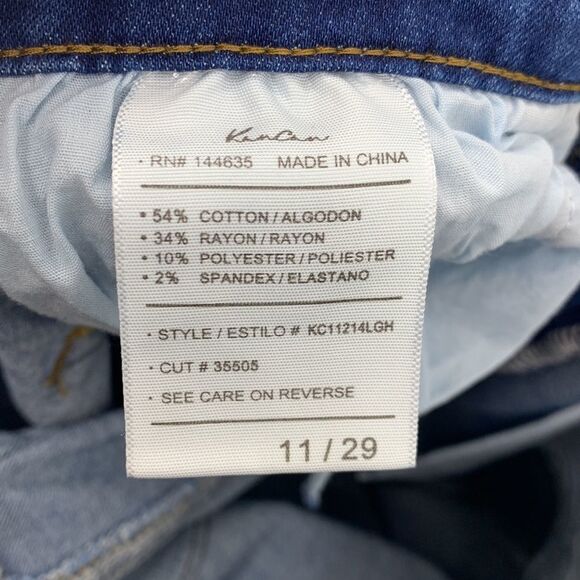 KanCan
• RN# 144635 MADE IN CHINA
• 54% COTTON / ALGODON
• 34% RAYON / RAYON
• 10% POLYESTER / POLIESTER
• 2% SPANDEX / ELASTANO
• STYLE / ESTILO # KC11214LGH
• CUT # 35505
• SEE CARE ON REVERSE
11 / 29